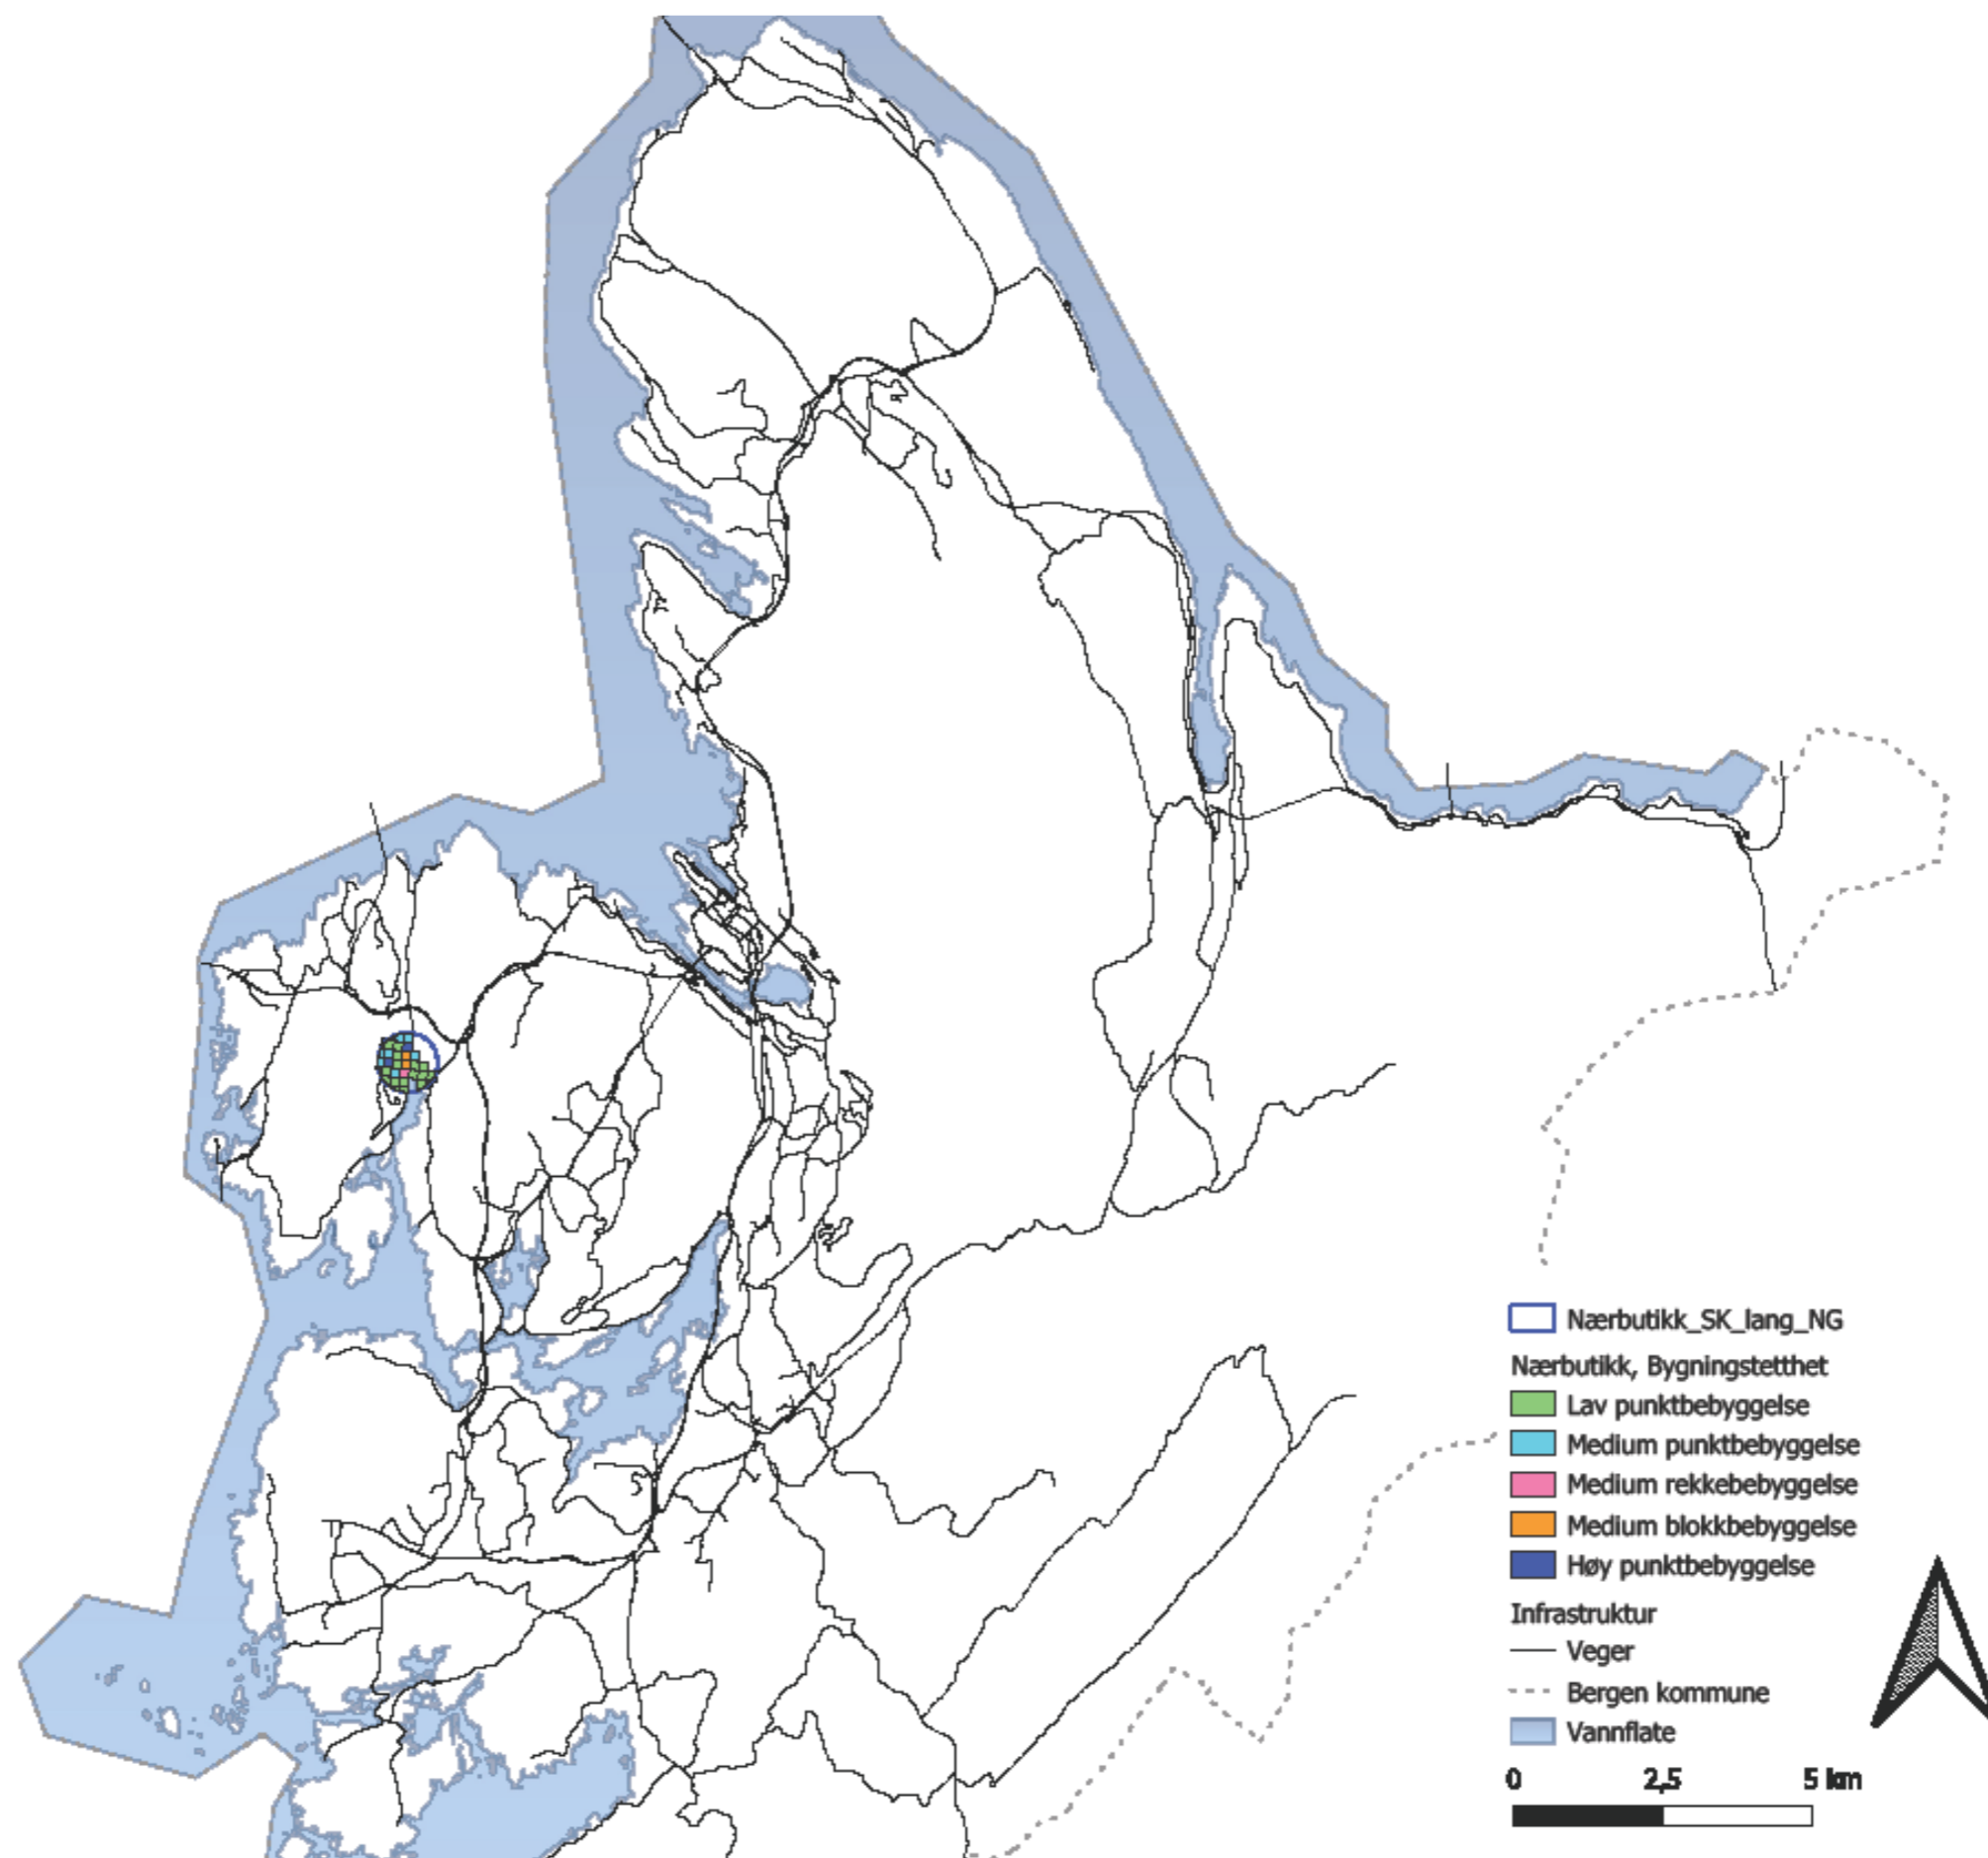 Nærbutikk_SK_lang_NG
Nærbutikk, Bygningstetthet
Lav punktbebyggelse
Medium punktbebyggelse
Medium rekkebebyggelse
Medium blokkbebyggelse
Høy punktbebyggelse
Infrastruktur
Veger
Bergen kommune
Vannflate
0 2,5 5 km